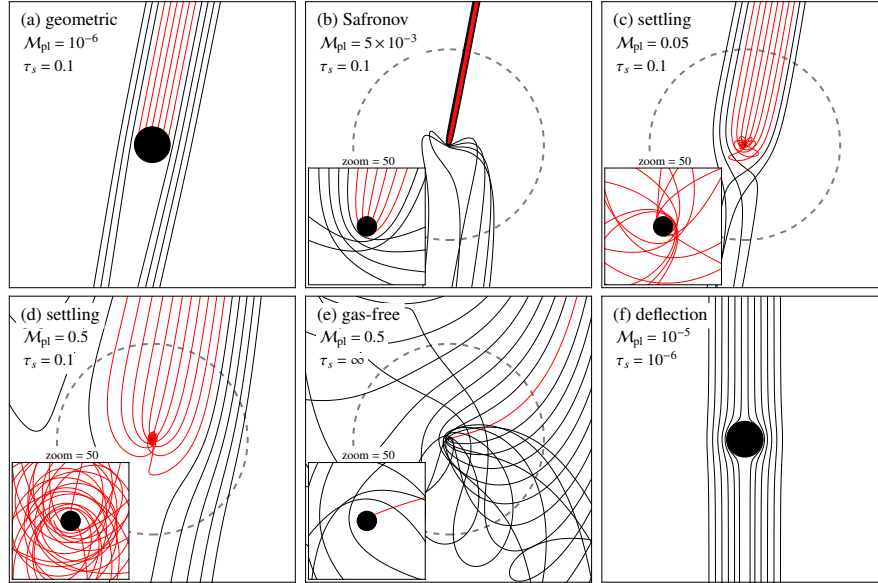 (a) geometric
ℳpl = 10⁻⁶
τs = 0.1
(b) Safronov
ℳpl = 5 × 10⁻³
τs = 0.1
zoom = 50
(c) settling
ℳpl = 0.05
τs = 0.1
zoom = 50
(d) settling
ℳpl = 0.5
τs = 0.1
zoom = 50
(e) gas-free
ℳpl = 0.5
τs = ∞
zoom = 50
(f) deflection
ℳpl = 10⁻⁵
τs = 10⁻⁶